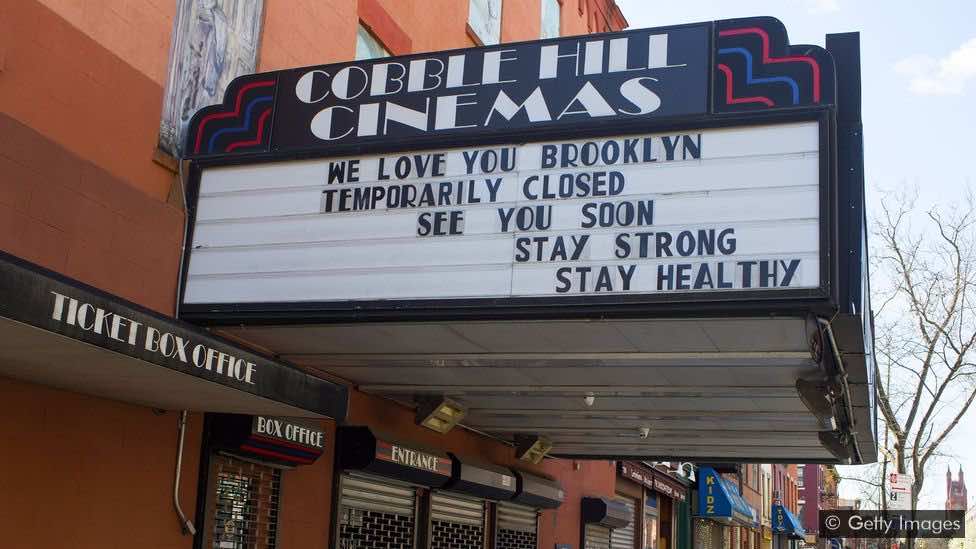 COBBLE HILL
CINEMAS
WE LOVE YOU BROOKLYN
TEMPORARILY CLOSED
SEE YOU SOON
STAY STRONG
STAY HEALTHY
TICKET BOX OFFICE
BOX OFFICE
ENTRANCE
KIDZ
TOY
© Getty Images